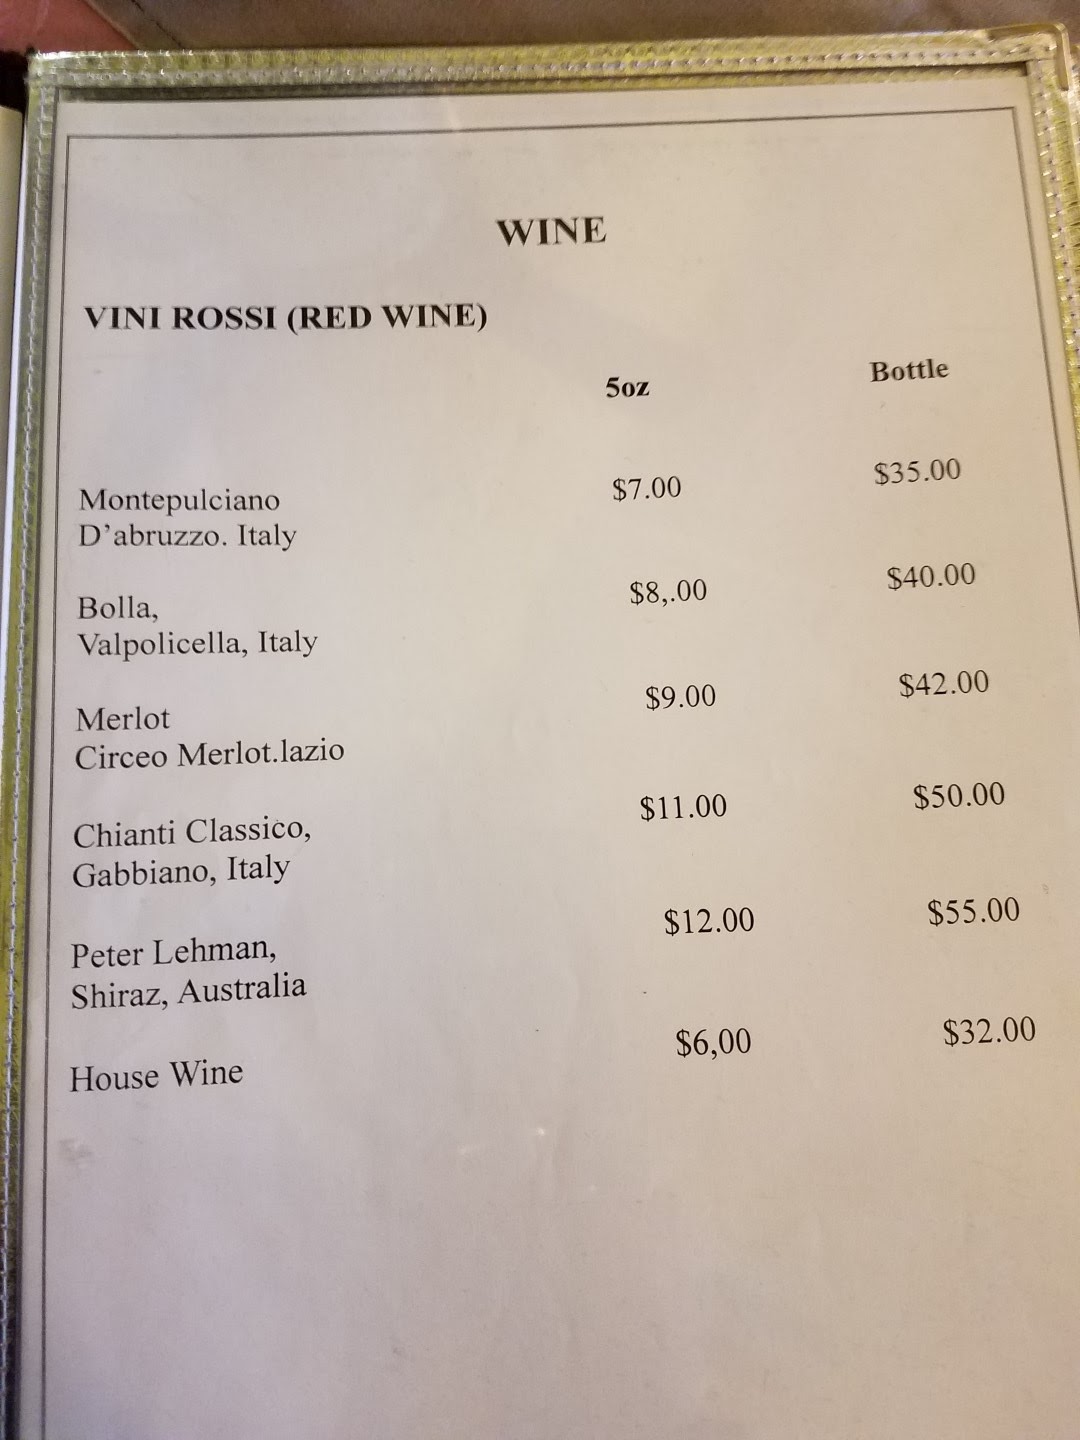 WINE
VINI ROSSI (RED WINE)
5oz Bottle
Montepulciano $7.00 $35.00
D'abruzzo. Italy
Bolla, $8,.00 $40.00
Valpolicella, Italy
Merlot $9.00 $42.00
Circeo Merlot.lazio
Chianti Classico, $11.00 $50.00
Gabbiano, Italy
Peter Lehman, $12.00 $55.00
Shiraz, Australia
House Wine $6,00 $32.00